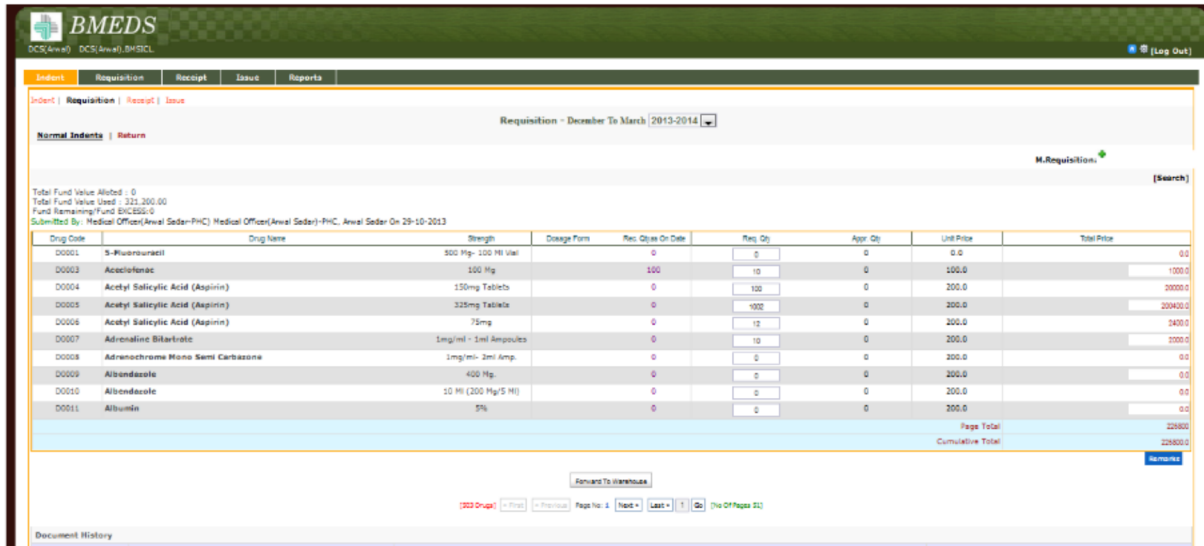 BMEDS
DCS(Arwal) DCS(Arwal).BMSICL
[Log Out]
Indent Requisition Receipt Issue Reports
Indent | Requisition | Receipt | Issue
Requisition - December To March 2013-2014
Normal Indents | Return
M.Requisition:
[Search]
Total Fund Value Alloted : 0
Total Fund Value Used : 321,200.00
Fund Remaining/Fund EXCESS:0
Submitted By: Medical Officer(Arwal Sadar-PHC) Medical Officer(Arwal Sadar)-PHC, Arwal Sadar On 29-10-2013
Drug Code Drug Name Strength Dosage Form Rec. Qty.as On Date Req. Qty Appr. Qty Unit Price Total Price
D0001 5-Fluorouracil 500 Mg- 100 Ml Vial 0 0 0 0.0 0.0
D0003 Aceclofenac 100 Mg 100 10 0 100.0 1000.0
D0004 Acetyl Salicylic Acid (Aspirin) 150mg Tablets 0 100 0 200.0 20000.0
D0005 Acetyl Salicylic Acid (Aspirin) 325mg Tablets 0 1002 0 200.0 200400.0
D0006 Acetyl Salicylic Acid (Aspirin) 75mg 0 12 0 200.0 2400.0
D0007 Adrenaline Bitartrate 1mg/ml - 1ml Ampoules 0 10 0 200.0 2000.0
D0008 Adrenochrome Mono Semi Carbazone 1mg/ml- 2ml Amp. 0 0 0 200.0 0.0
D0009 Albendazole 400 Mg. 0 0 0 200.0 0.0
D0010 Albendazole 10 Ml (200 Mg/5 Ml) 0 0 0 200.0 0.0
D0011 Albumin 5% 0 0 0 200.0 0.0
Page Total 225800
Cumulative Total 225800.0
Remarks
Forward To Warehouse
[503 Drugs] « First « Previous Page No: 1 Next » Last » 1 Go [No Of Pages 51]
Document History